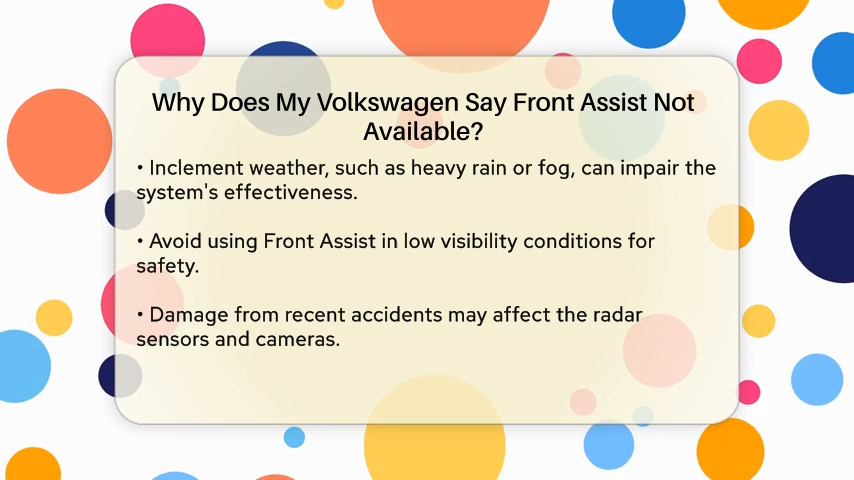 Why Does My Volkswagen Say Front Assist Not
Available?
• Inclement weather, such as heavy rain or fog, can impair the
system's effectiveness.
• Avoid using Front Assist in low visibility conditions for
safety.
• Damage from recent accidents may affect the radar
sensors and cameras.